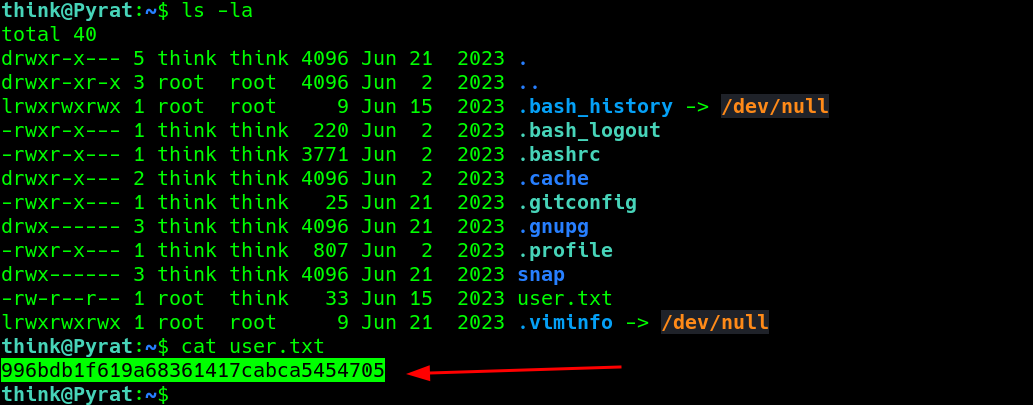 think@Pyrat:~$ ls -la
total 40
drwxr-x--- 5 think think 4096 Jun 21  2023 .
drwxr-xr-x 3 root  root  4096 Jun  2  2023 ..
lrwxrwxrwx 1 root  root     9 Jun 15  2023 .bash_history -> /dev/null
-rwxr-x--- 1 think think  220 Jun  2  2023 .bash_logout
-rwxr-x--- 1 think think 3771 Jun  2  2023 .bashrc
drwxr-x--- 2 think think 4096 Jun  2  2023 .cache
-rwxr-x--- 1 think think   25 Jun 21  2023 .gitconfig
drwx------ 3 think think 4096 Jun 21  2023 .gnupg
-rwxr-x--- 1 think think  807 Jun  2  2023 .profile
drwx------ 3 think think 4096 Jun 21  2023 snap
-rw-r--r-- 1 root  think   33 Jun 15  2023 user.txt
lrwxrwxrwx 1 root  root     9 Jun 21  2023 .viminfo -> /dev/null
think@Pyrat:~$ cat user.txt
996bdb1f619a68361417cabca5454705
think@Pyrat:~$